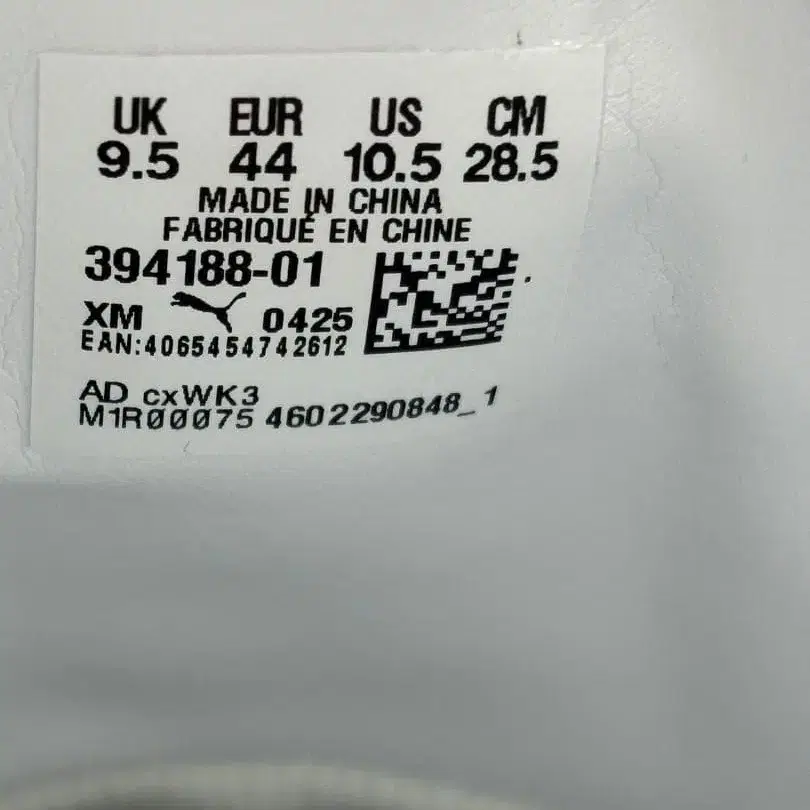 UK EUR US CM
9.5 44 10.5 28.5
MADE IN CHINA
FABRIQUÉ EN CHINE
394188-01
XM 0425
EAN:4065454742612
AD cxWK3
M1R00075 4602290848_1